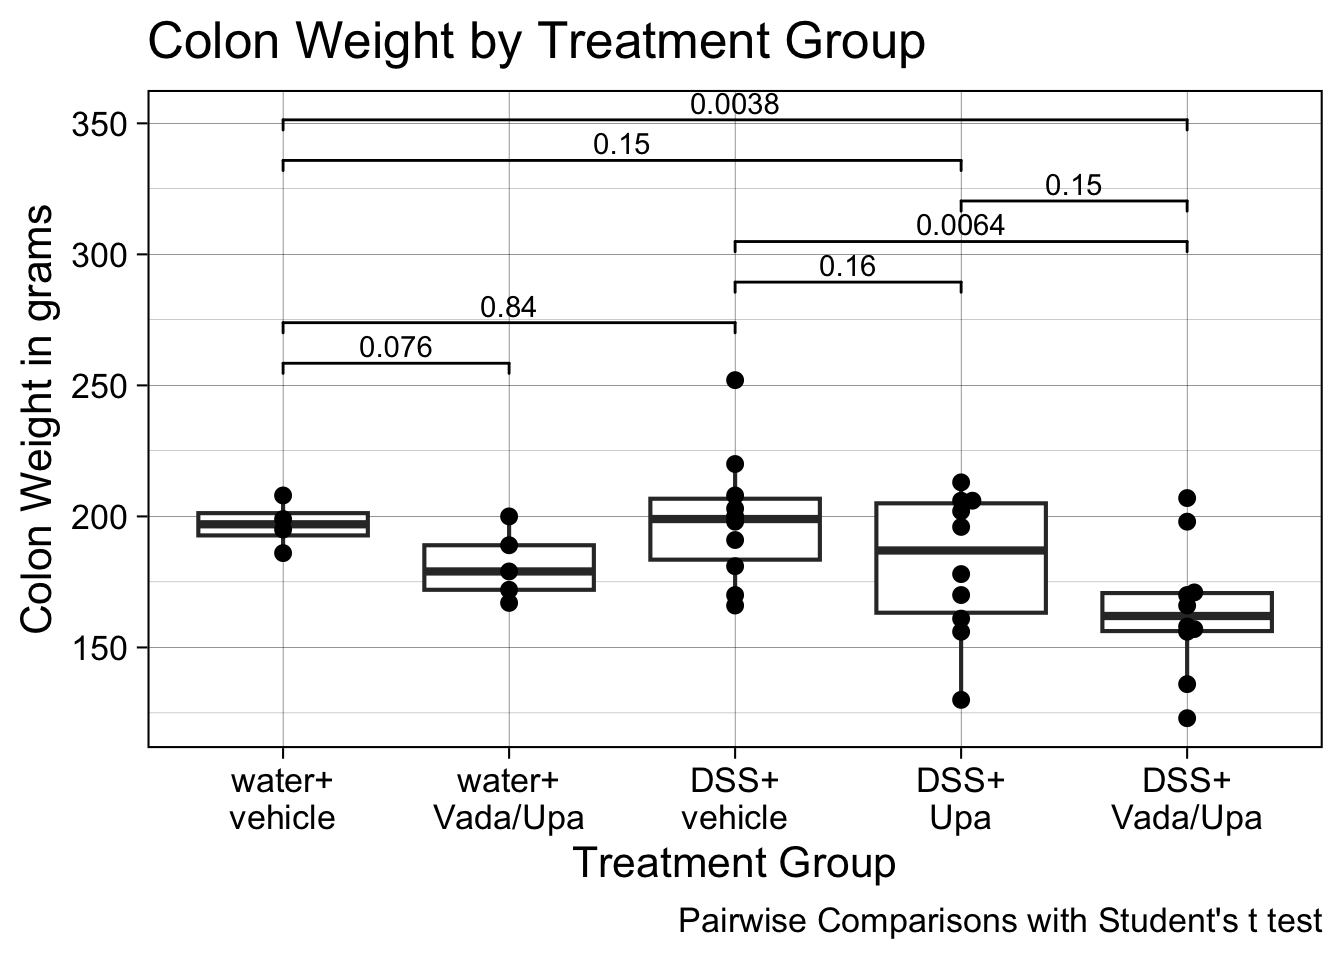 Colon Weight by Treatment Group
0.0038
0.15
0.15
0.0064
0.16
0.84
0.076
350
300
250
200
150
Colon Weight in grams
water+
vehicle
water+
Vada/Upa
DSS+
vehicle
DSS+
Upa
DSS+
Vada/Upa
Treatment Group
Pairwise Comparisons with Student's t test